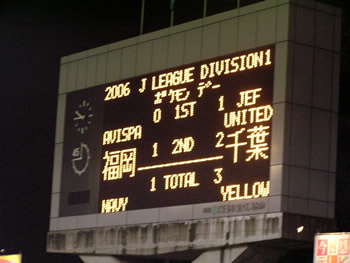 2006 J LEAGUE DIVISION1
ポケモン デー
0 1ST 1 JEF
AVISPA UNITED
福岡 1 2ND 2 千葉
1 TOTAL 3
NAVY YELLOW